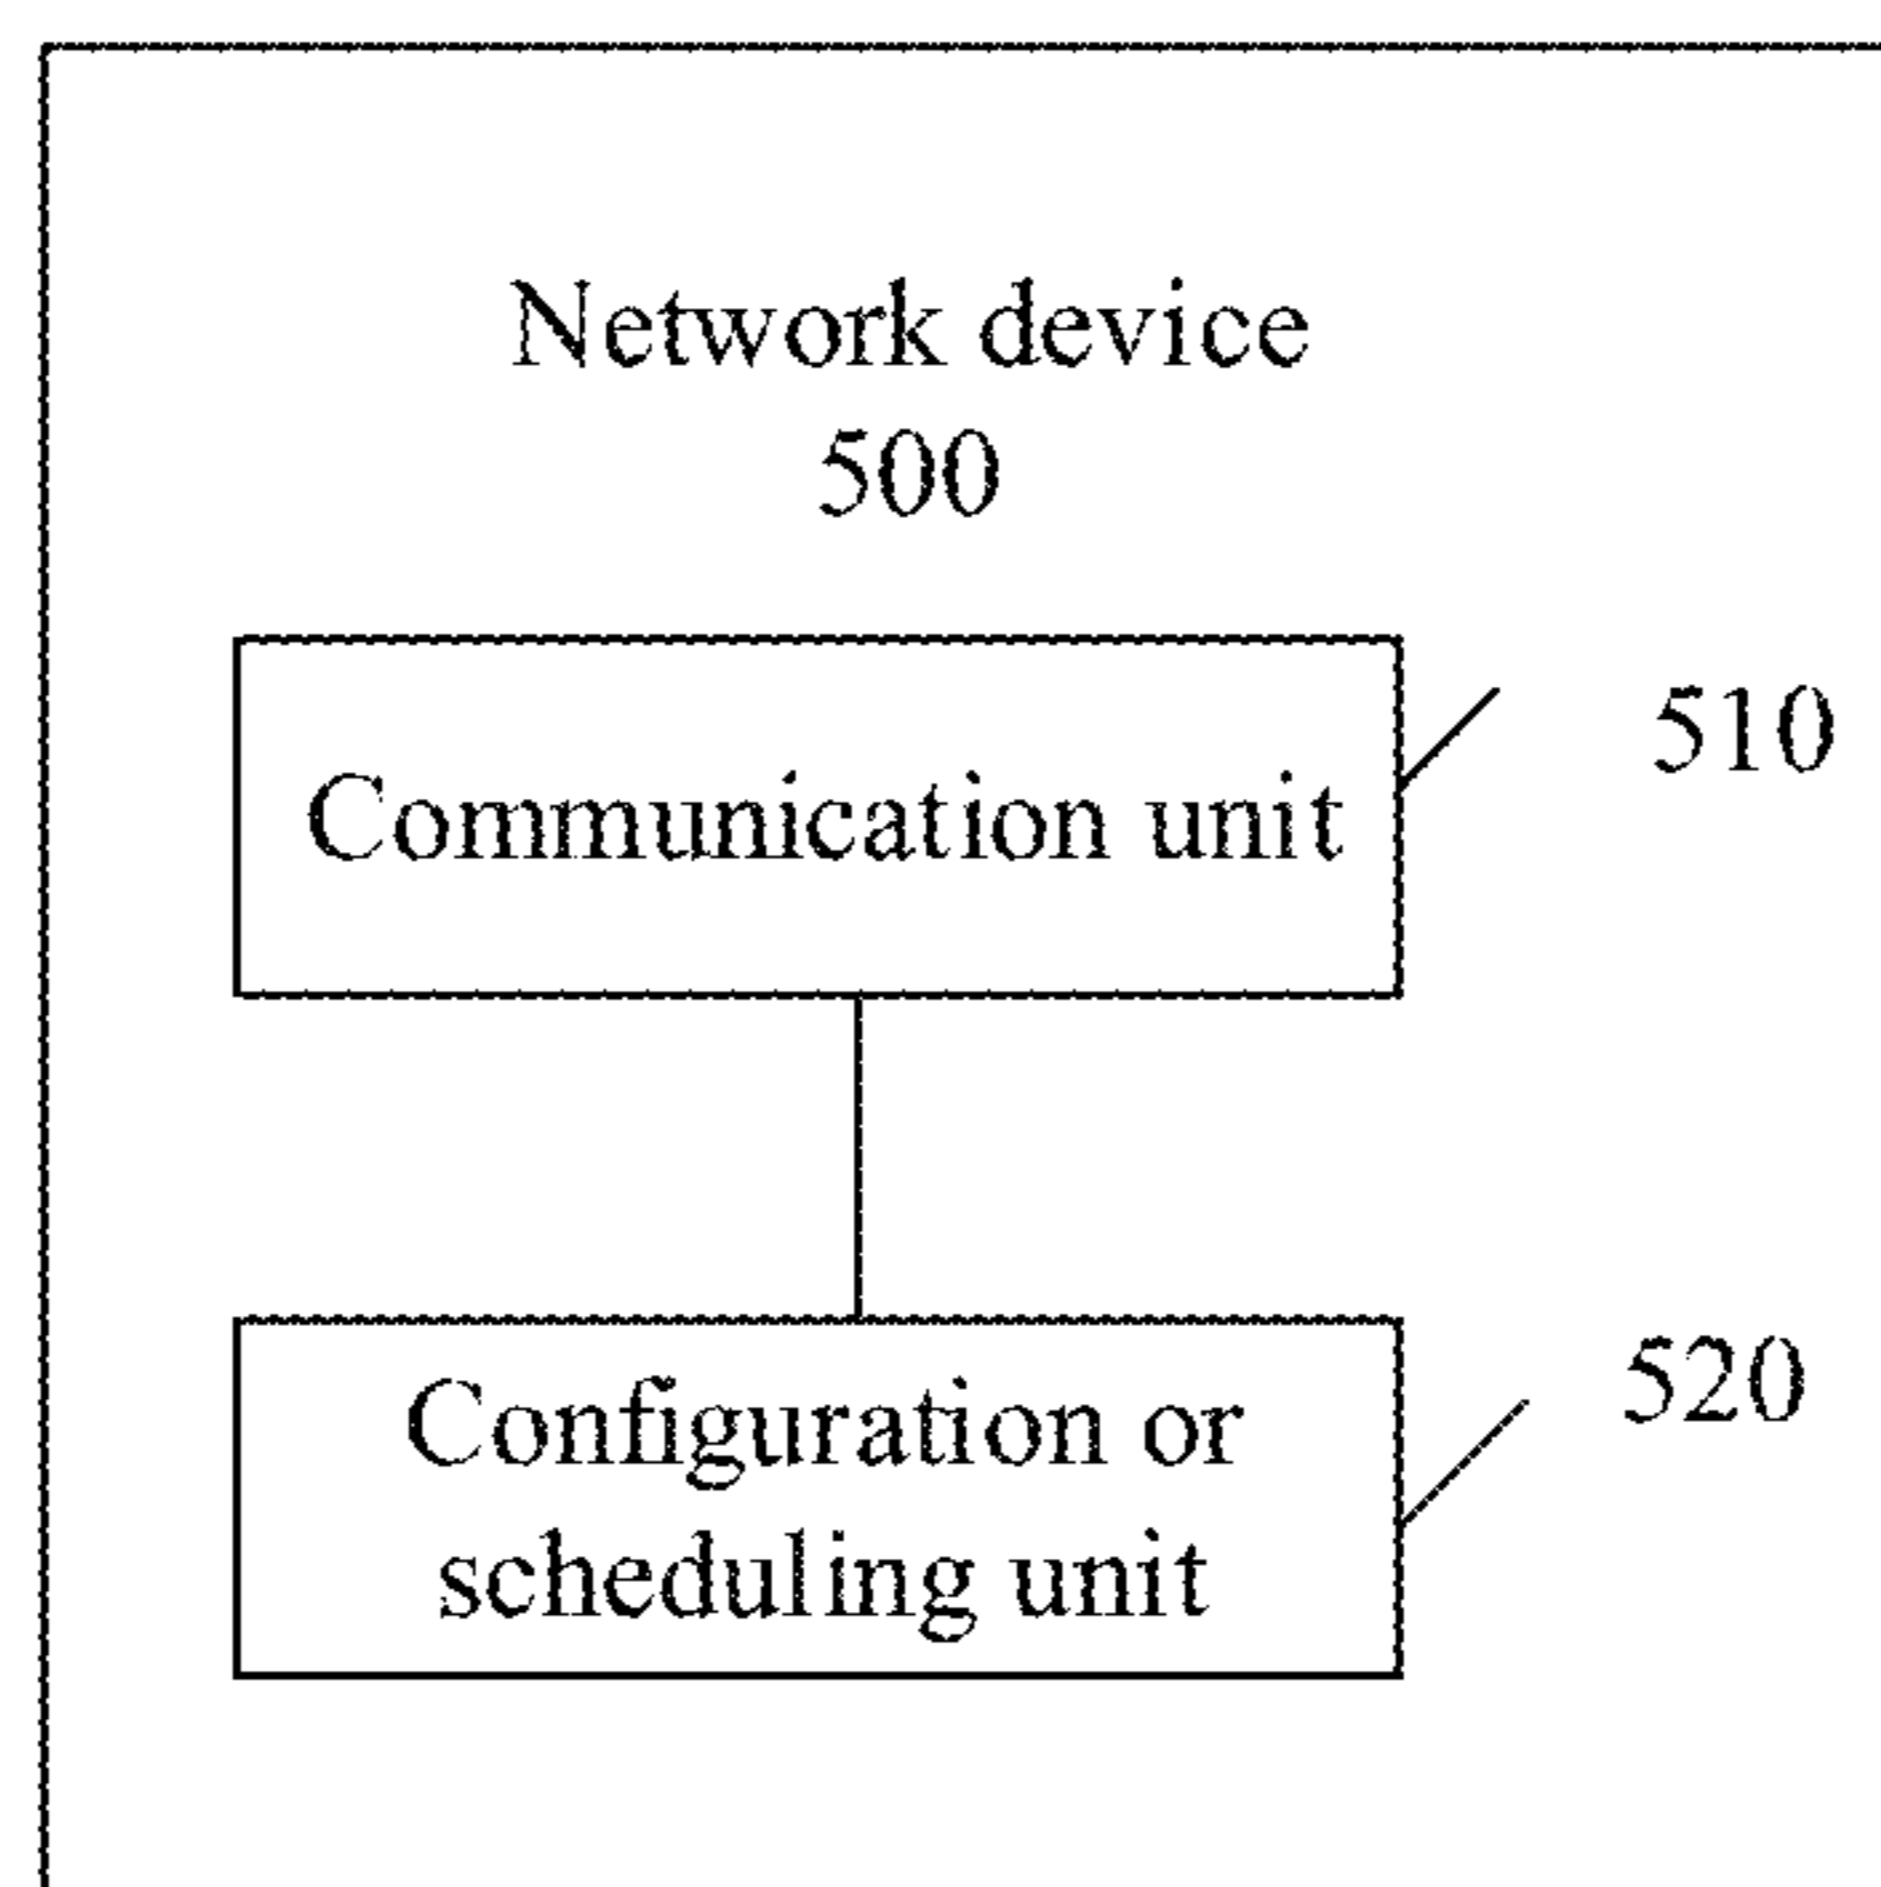 Network device
500
Communication unit
510
Configuration or
scheduling unit
520